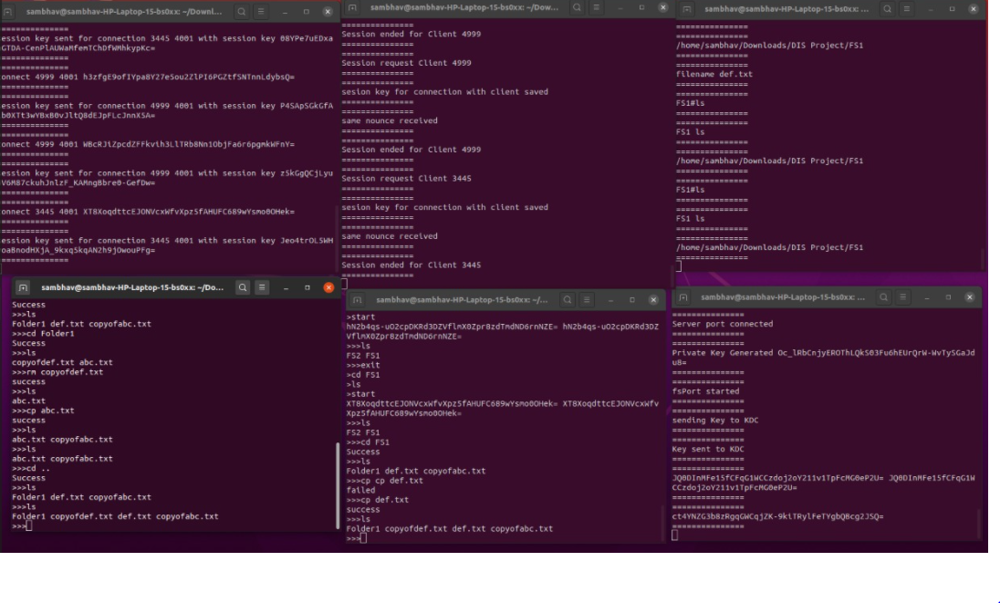 sambhav@sambhav-HP-Laptop-15-bs0xx: ~/Downl...
==============
ession key sent for connection 3445 4001 with session key 08YPe7uEDxa
GTDA-CenPlAUWaMfemTChDfWMhkypKc=
==============
==============
onnect 4999 4001 h3zfgE9ofIYpa8Y27e5ou2ZlPI6PGZtfSNTnnLdybsQ=
==============
==============
ession key sent for connection 4999 4001 with session key P4SApSGkGfA
b0XTt3wYBxB0vJltQ8dEJpFLcJnnX5A=
==============
==============
onnect 4999 4001 WBcRJiZpcdZFFkvih3LlTRb8Nn1ObjFa6r6pgmkWFnY=
==============
==============
ession key sent for connection 4999 4001 with session key zSkGgQCjLyu
V6M87ckuhJnlzF_KAMngBbre0-GefDw=
==============
==============
onnect 3445 4001 XT8XoqdttcEJONVcxWfvXpz5fAHUFC689wYsmo0OHek=
==============
==============
ession key sent for connection 3445 4001 with session key Jeo4trOL5WH
oaBnodHXjA_9kxq5kqAN2h9jOwouPFg=
==============
sambhav@sambhav-HP-Laptop-15-bs0xx: ~/Dow...
===============
Session ended for Client 4999
===============
===============
Session request Client 4999
===============
===============
sesion key for connection with client saved
===============
===============
same nounce received
===============
===============
Session ended for Client 4999
===============
===============
Session request Client 3445
===============
===============
sesion key for connection with client saved
===============
===============
same nounce received
===============
===============
Session ended for Client 3445
===============
sambhav@sambhav-HP-Laptop-15-bs0xx: ...
===============
===============
/home/sambhav/Downloads/DIS Project/FS1
===============
===============
filename def.txt
===============
===============
FS1#ls
===============
===============
FS1 ls
===============
===============
/home/sambhav/Downloads/DIS Project/FS1
===============
===============
FS1#ls
===============
===============
FS1 ls
===============
===============
/home/sambhav/Downloads/DIS Project/FS1
===============
sambhav@sambhav-HP-Laptop-15-bs0xx: ~/Do...
Success
>>>ls
Folder1 def.txt copyofabc.txt
>>>cd Folder1
Success
>>>ls
copyofdef.txt abc.txt
>>>rm copyofdef.txt
success
>>>ls
abc.txt
>>>cp abc.txt
success
>>>ls
abc.txt copyofabc.txt
>>>ls
abc.txt copyofabc.txt
>>>cd ..
Success
>>>ls
Folder1 def.txt copyofabc.txt
>>>ls
Folder1 copyofdef.txt def.txt copyofabc.txt
>>>
sambhav@sambhav-HP-Laptop-15-bs0xx: ~/...
>start
hN2b4qs-uO2cpDKRd3DZVflmX0ZprBzdTmdND6rnNZE= hN2b4qs-uO2cpDKRd3DZ
VflmX0ZprBzdTmdND6rnNZE=
>>>ls
FS2 FS1
>>>exit
>cd FS1
>ls
>start
XT8XoqdttcEJONVcxWfvXpz5fAHUFC689wYsmo0OHek= XT8XoqdttcEJONVcxWfv
Xpz5fAHUFC689wYsmo0OHek=
>>>ls
FS2 FS1
>>>cd FS1
Success
>>>ls
Folder1 def.txt copyofabc.txt
>>>cp cp def.txt
failed
>>>cp def.txt
success
>>>ls
Folder1 copyofdef.txt def.txt copyofabc.txt
>>>
sambhav@sambhav-HP-Laptop-15-bs0xx: ...
===============
Server port connected
===============
===============
Private Key Generated Oc_lRbCnjyEROThLQkS03Fu6hEUrQrW-WvTySGaJd
u8=
===============
===============
fsPort started
===============
===============
sending Key to KDC
===============
===============
Key sent to KDC
===============
===============
JQ0DInMFe15fCFqG1WCCzdoj2oY211v1TpFcMG0eP2U= JQ0DInMFe15fCFqG1W
CCzdoj2oY211v1TpFcMG0eP2U=
===============
===============
ct4YNZG3b8zRgqGWCqjZK-9kiTRylFeTYgbQBcg2JSQ=
===============